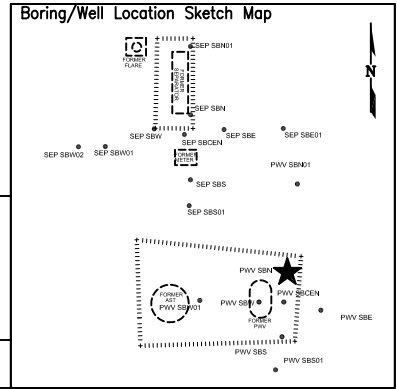 Boring/Well Location Sketch Map
SEP SBN01
FORMER
FLARE
FORMER
SEPARATOR
N
SEP SBN
SEP SBW
SEP SBE
SEP SBE01
SEP SBCEN
SEP SBW02
SEP SBW01
FORMER
METER
PWV SBN01
SEP SBS
SEP SBS01
PWV SBN
FORMER
AST
PWV SBW01
PWV SBW
PWV SBCEN
FORMER
PWV
PWV SBE
PWV SBS
PWV SBS01